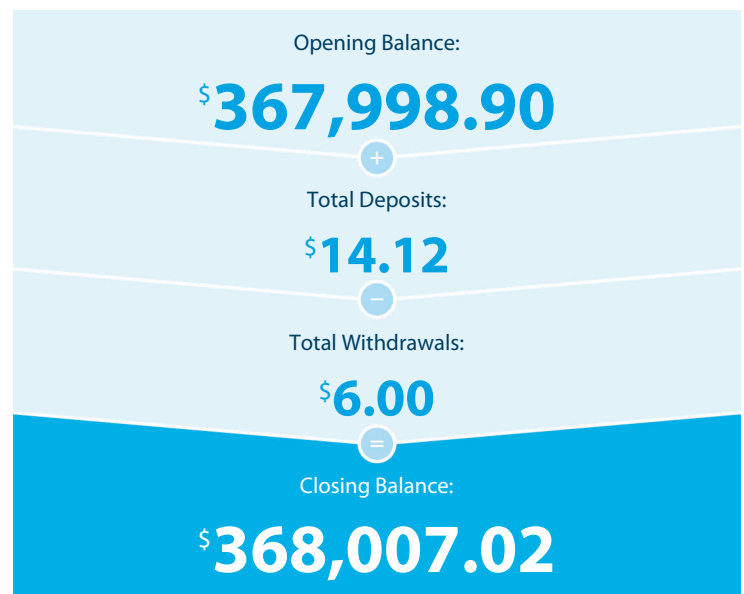 Opening Balance:
$367,998.90
+
Total Deposits:
$14.12
−
Total Withdrawals:
$6.00
=
Closing Balance:
$368,007.02